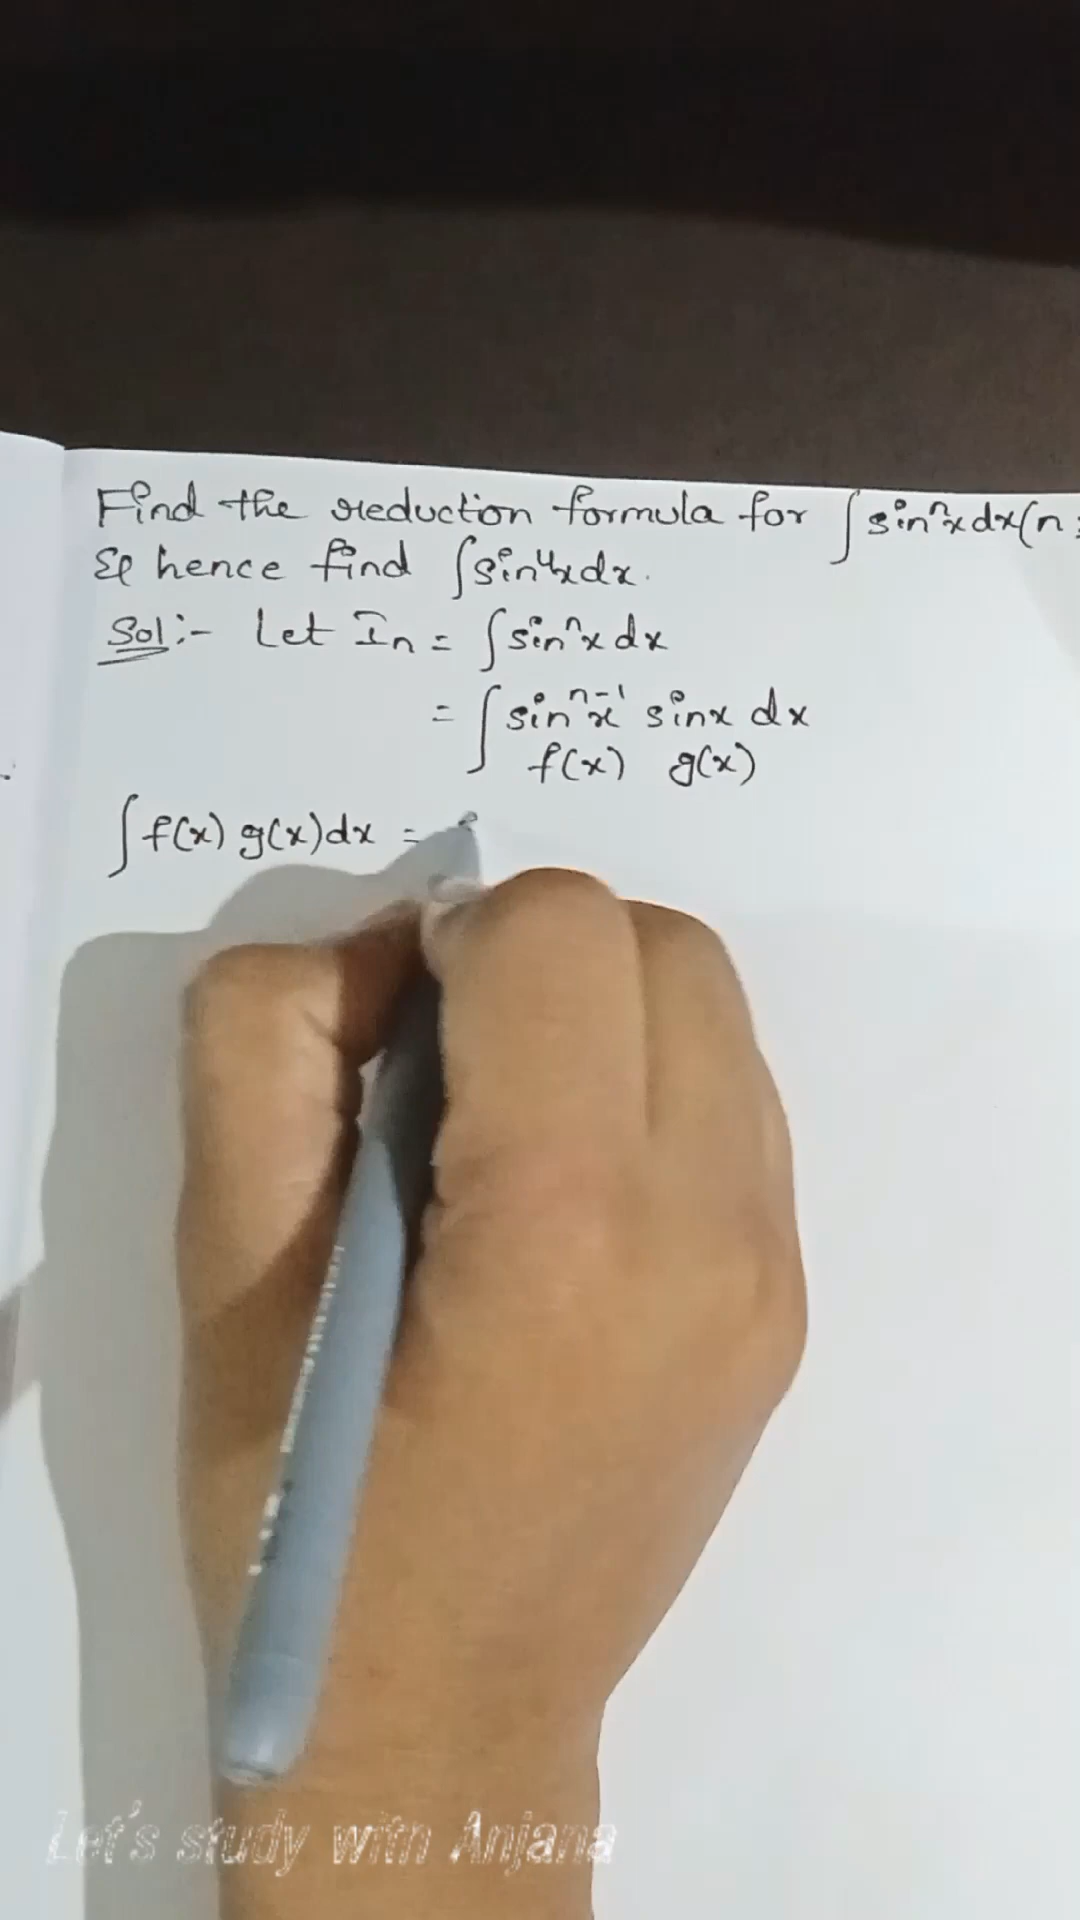 Find the reduction formula for ∫sinⁿx dx (n
& hence find ∫sin⁴x dx.
Sol:- Let Iₙ = ∫sinⁿx dx
= ∫sinⁿ⁻¹x sinx dx
f(x) g(x)
∫f(x) g(x) dx =
Let's study with Anjana